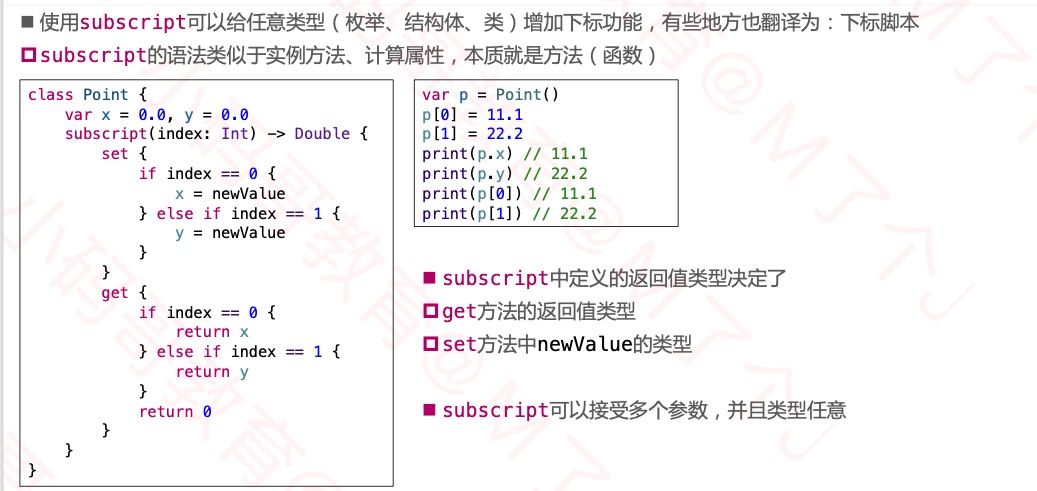 ■ 使用subscript可以给任意类型（枚举、结构体、类）增加下标功能，有些地方也翻译为：下标脚本
subscript的语法类似于实例方法、计算属性，本质就是方法（函数）
class Point {
    var x = 0.0, y = 0.0
    subscript(index: Int) -> Double {
        set {
            if index == 0 {
                x = newValue
            } else if index == 1 {
                y = newValue
            }
        }
        get {
            if index == 0 {
                return x
            } else if index == 1 {
                return y
            }
            return 0
        }
    }
}
var p = Point()
p[0] = 11.1
p[1] = 22.2
print(p.x) // 11.1
print(p.y) // 22.2
print(p[0]) // 11.1
print(p[1]) // 22.2
■ subscript中定义的返回值类型决定了
get方法的返回值类型
set方法中newValue的类型
■ subscript可以接受多个参数，并且类型任意
小码哥教育@M了个J